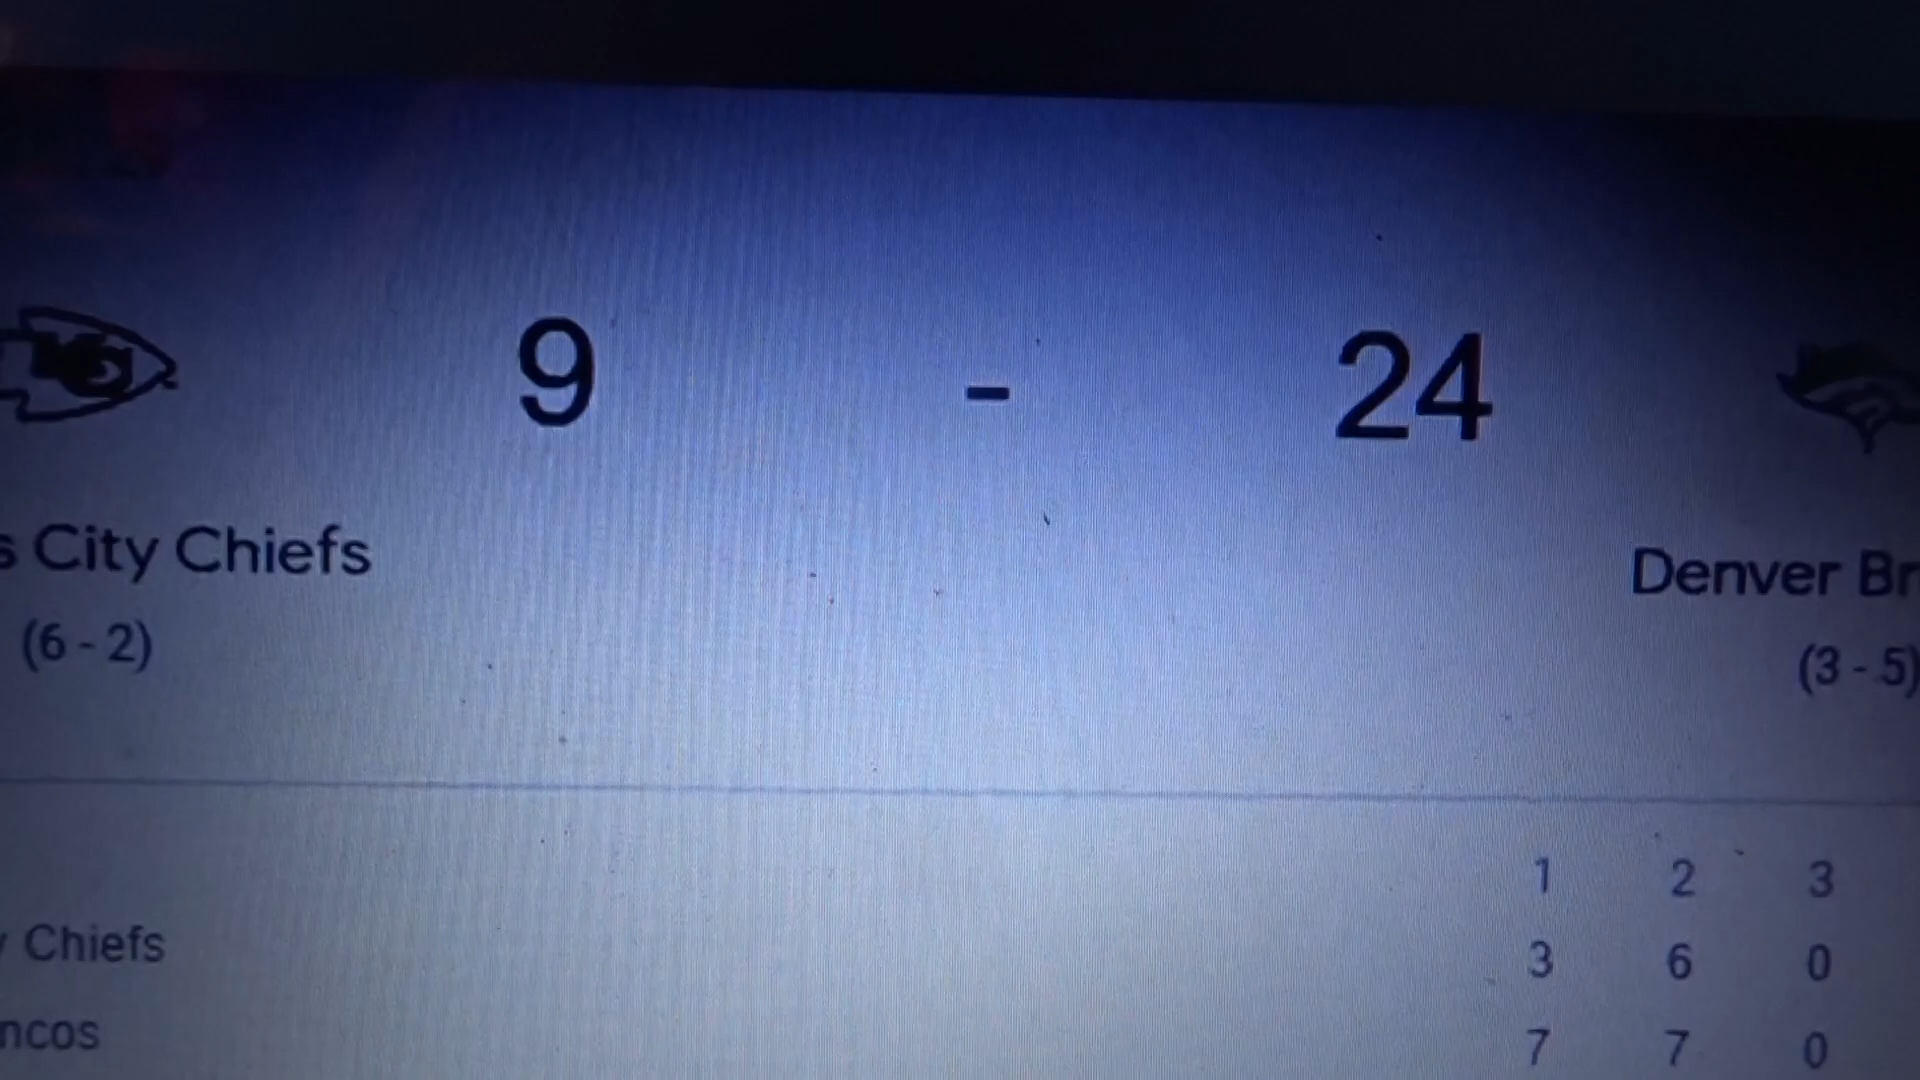 9 - 24
s City Chiefs Denver Br
(6 - 2) (3 - 5)
1 2 3
y Chiefs 3 6 0
ncos 7 7 0